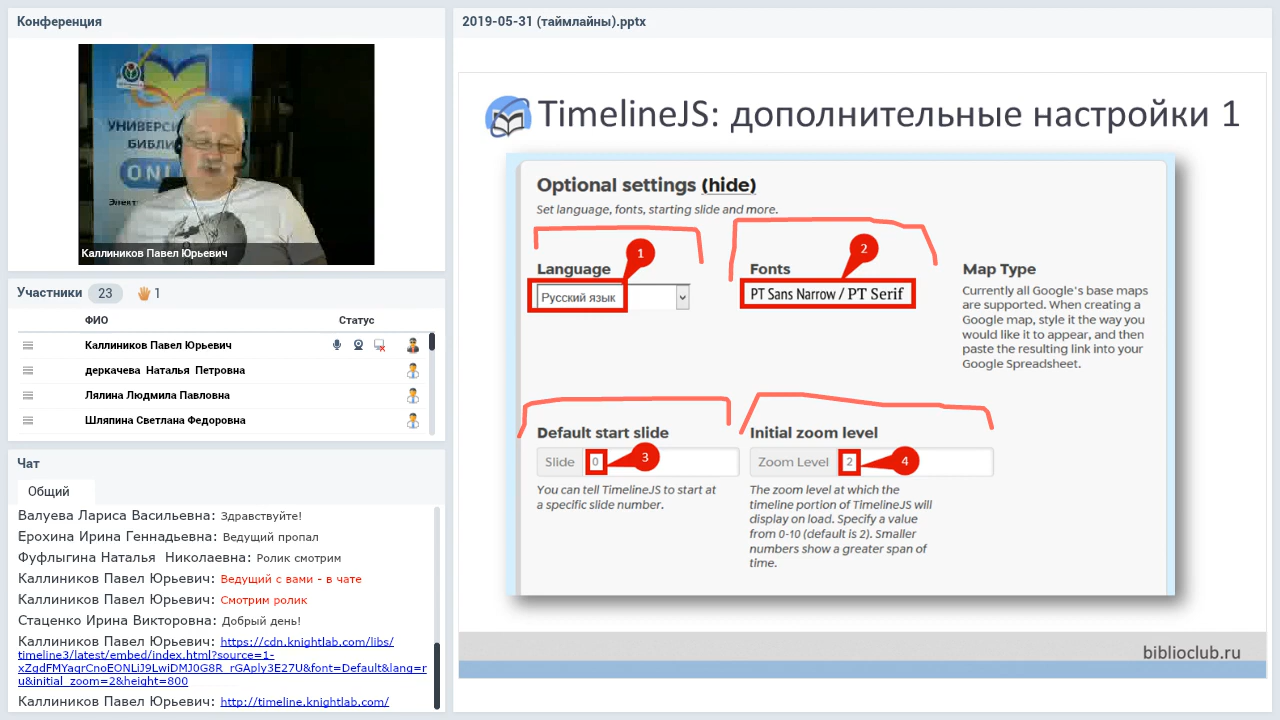 Конференция
УНИВЕРСИ
БИБЛИ
ONL
Элект
Каллиников Павел Юрьевич
Участники 23 1
ФИО Статус
Каллиников Павел Юрьевич
деркачева Наталья Петровна
Лялина Людмила Павловна
Шляпина Светлана Федоровна
Чат
Общий
Валуева Лариса Васильевна: Здравствуйте!
Ерохина Ирина Геннадьевна: Ведущий пропал
Фуфлыгина Наталья Николаевна: Ролик смотрим
Каллиников Павел Юрьевич: Ведущий с вами - в чате
Каллиников Павел Юрьевич: Смотрим ролик
Стаценко Ирина Викторовна: Добрый день!
Каллиников Павел Юрьевич: https://cdn.knightlab.com/libs/
timeline3/latest/embed/index.html?source=1-
xZgdFMYaqrCnoEONLiJ9LwiDMJ0G8R_rGAply3E27U&font=Default&lang=r
u&initial_zoom=2&height=800
Каллиников Павел Юрьевич: http://timeline.knightlab.com/
2019-05-31 (таймлайны).pptx
TimelineJS: дополнительные настройки 1
Optional settings (hide)
Set language, fonts, starting slide and more.
1
2
Language
Русский язык
Fonts
PT Sans Narrow / PT Serif
Map Type
Currently all Google's base maps
are supported. When creating a
Google map, style it the way you
would like it to appear, and then
paste the resulting link into your
Google Spreadsheet.
Default start slide
Slide 0 3
You can tell TimelineJS to start at
a specific slide number.
Initial zoom level
Zoom Level 2 4
The zoom level at which the
timeline portion of TimelineJS will
display on load. Specify a value
from 0-10 (default is 2). Smaller
numbers show a greater span of
time.
biblioclub.ru